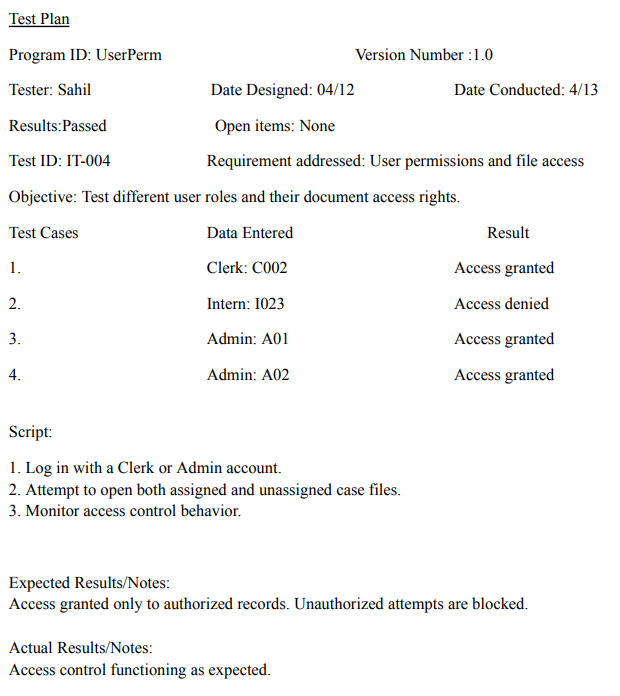 Test Plan
Program ID: UserPerm Version Number :1.0
Tester: Sahil Date Designed: 04/12 Date Conducted: 4/13
Results:Passed Open items: None
Test ID: IT-004 Requirement addressed: User permissions and file access
Objective: Test different user roles and their document access rights.
Test Cases Data Entered Result
1. Clerk: C002 Access granted
2. Intern: I023 Access denied
3. Admin: A01 Access granted
4. Admin: A02 Access granted
Script:
1. Log in with a Clerk or Admin account.
2. Attempt to open both assigned and unassigned case files.
3. Monitor access control behavior.
Expected Results/Notes:
Access granted only to authorized records. Unauthorized attempts are blocked.
Actual Results/Notes:
Access control functioning as expected.